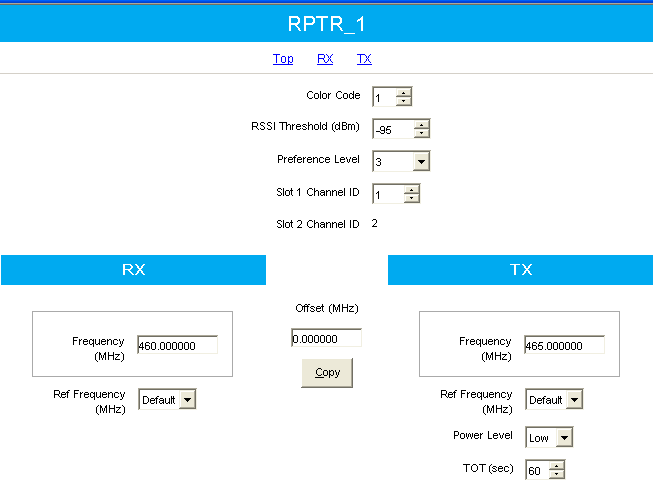 RPTR_1
Top RX TX
Color Code 1
RSSI Threshold (dBm) -95
Preference Level 3
Slot 1 Channel ID 1
Slot 2 Channel ID 2
RX
Frequency (MHz) 460.000000
Ref Frequency (MHz) Default
Offset (MHz)
0.000000
Copy
TX
Frequency (MHz) 465.000000
Ref Frequency (MHz) Default
Power Level Low
TOT (sec) 60